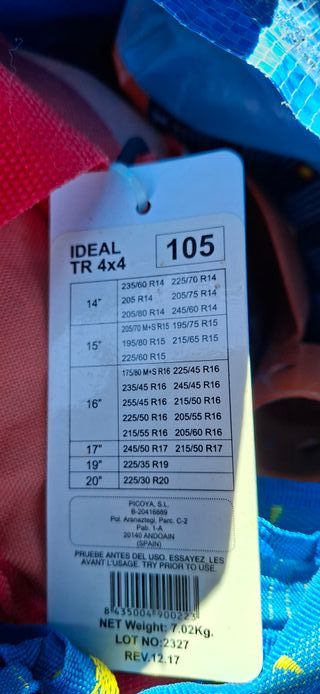 IDEAL
TR 4x4
105
14"
235/60 R14 225/70 R14
205 R14 205/75 R14
205/80 R14 245/60 R14
15"
205/70 M+S R15 195/75 R15
195/80 R15 215/65 R15
225/60 R15
16"
175/80 M+S R16 225/45 R16
235/45 R16 245/45 R16
255/45 R16 215/50 R16
225/50 R16 205/55 R16
215/55 R16 205/60 R16
17" 245/50 R17 215/50 R17
19" 225/35 R19
20" 225/30 R20
PICOYA, S.L.
B-20416689
Pol. Aranaztegi, Parc. C-2
Pab. 1-A
20140 ANDOAIN
(SPAIN)
PRUEBE ANTES DEL USO. ESSAYEZ, LES
AVANT L'USAGE. TRY PRIOR TO USE.
8 435004 900223
NET Weight: 7.02Kg.
LOT NO:2327
REV.12.17